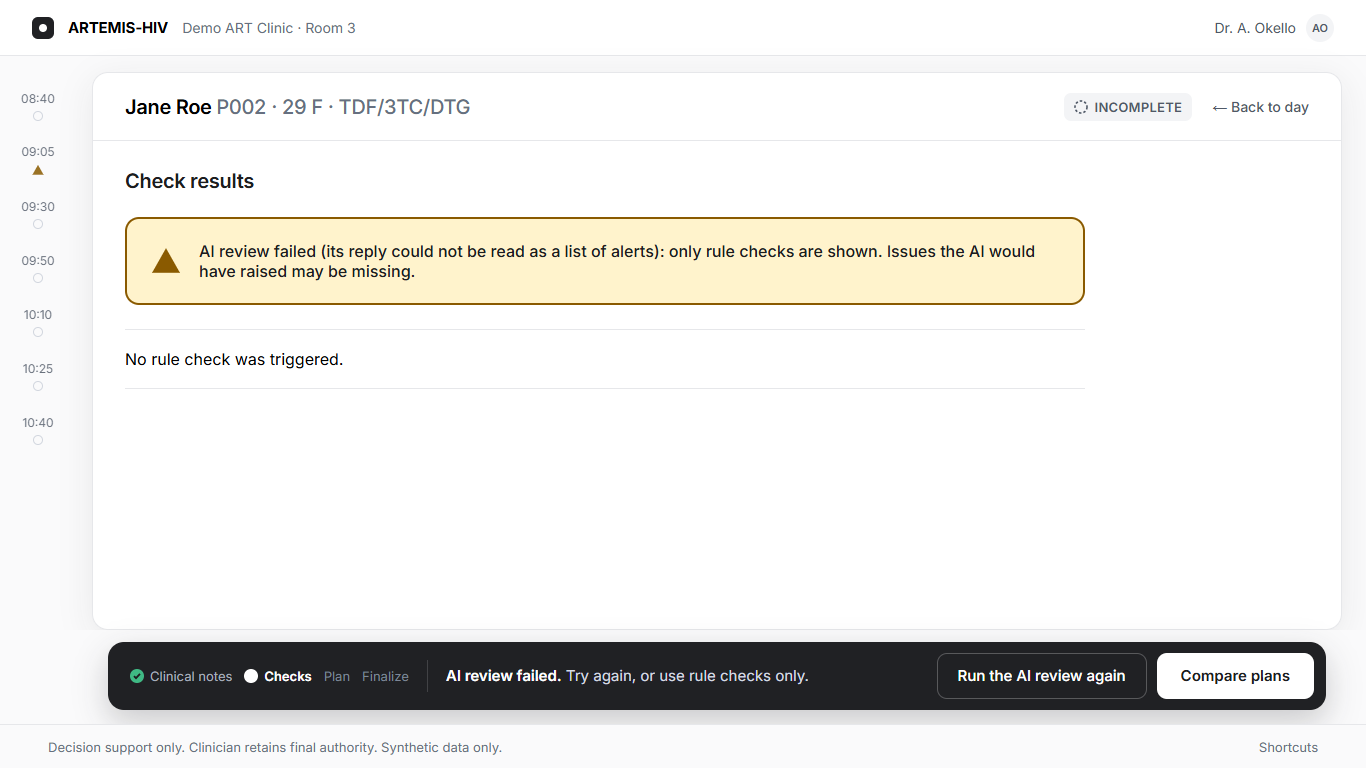 ARTEMIS-HIV Demo ART Clinic · Room 3
Dr. A. Okello AO
08:40
09:05
09:30
09:50
10:10
10:25
10:40
Jane Roe P002 · 29 F · TDF/3TC/DTG
INCOMPLETE
← Back to day
Check results
AI review failed (its reply could not be read as a list of alerts): only rule checks are shown. Issues the AI would
have raised may be missing.
No rule check was triggered.
Clinical notes Checks Plan Finalize
AI review failed. Try again, or use rule checks only.
Run the AI review again
Compare plans
Decision support only. Clinician retains final authority. Synthetic data only.
Shortcuts